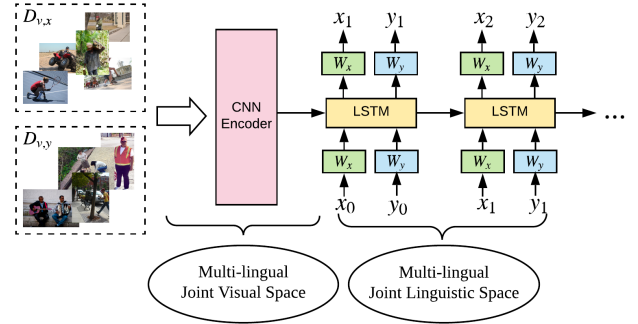 D_{v,x}
D_{v,y}
CNN
Encoder
x_1 y_1 x_2 y_2
W_x W_y W_x W_y
LSTM LSTM ...
W_x W_y W_x W_y
x_0 y_0 x_1 y_1
Multi-lingual
Joint Visual Space
Multi-lingual
Joint Linguistic Space